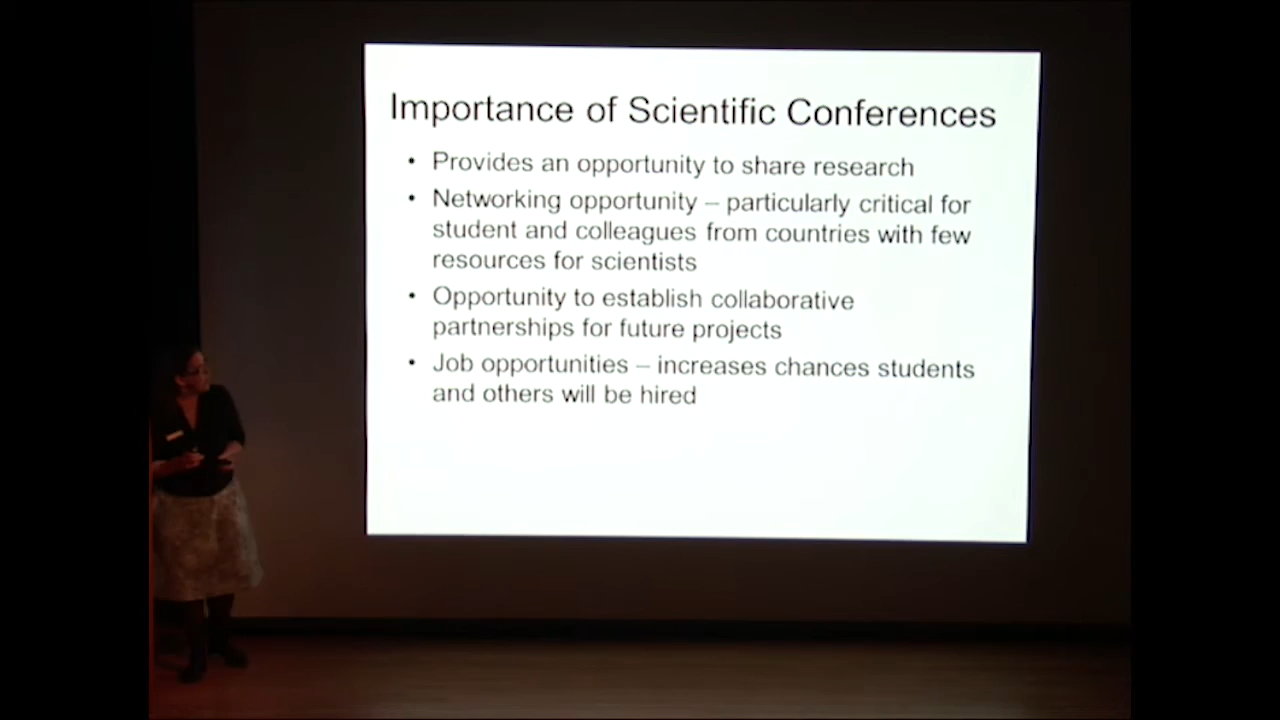 Importance of Scientific Conferences
• Provides an opportunity to share research
• Networking opportunity – particularly critical for
student and colleagues from countries with few
resources for scientists
• Opportunity to establish collaborative
partnerships for future projects
• Job opportunities – increases chances students
and others will be hired